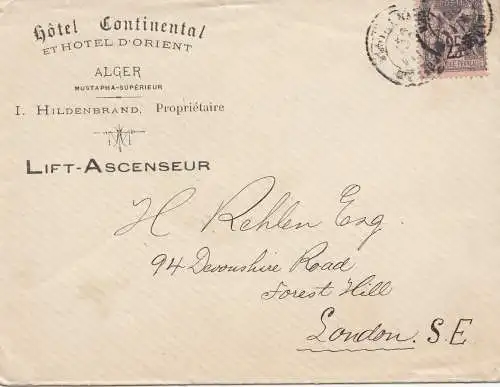 Hôtel Continental
ET HOTEL D'ORIENT
ALGER
MUSTAPHA-SUPÉRIEUR
I. HILDENBRAND, Propriétaire
LIFT-ASCENSEUR
25
H Rehlen Esq.
94 Devonshire Road
Forest Hill
London. S.E